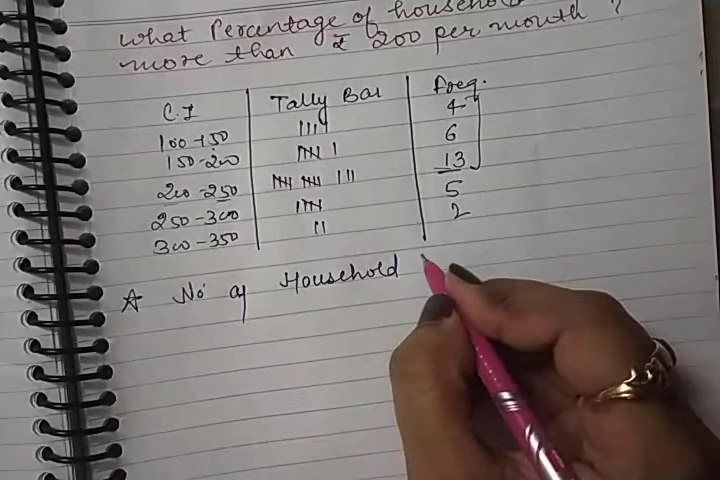 what Percentage of household
more than ₹ 200 per month ?
C.I Tally Bar Freq.
100-150 |||| 4
150-200 𝍸 | 6
200-250 𝍸 𝍸 ||| 13
250-300 𝍸 5
300-350 || 2
☆ No. of Household